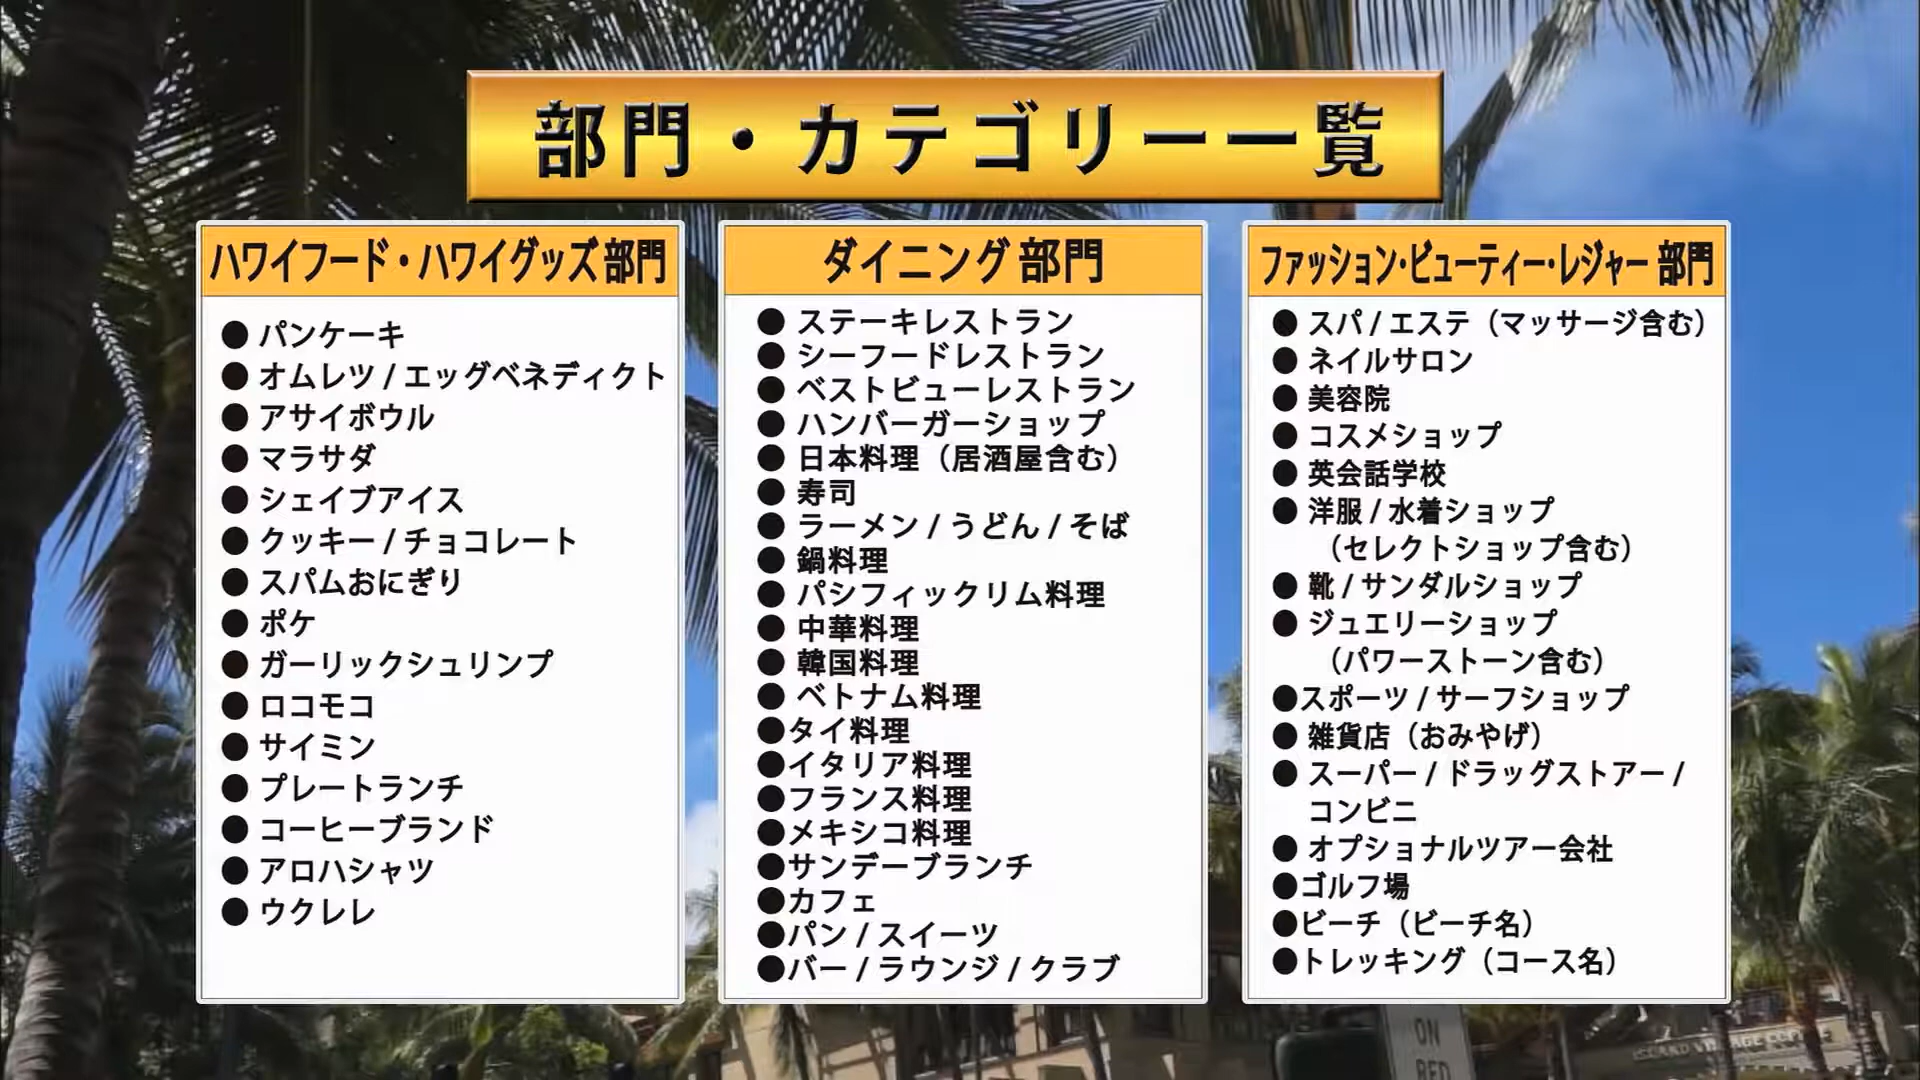 部門・カテゴリー一覧
ハワイフード・ハワイグッズ部門
● パンケーキ
● オムレツ / エッグベネディクト
● アサイボウル
● マラサダ
● シェイブアイス
● クッキー / チョコレート
● スパムおにぎり
● ポケ
● ガーリックシュリンプ
● ロコモコ
● サイミン
● プレートランチ
● コーヒーブランド
● アロハシャツ
● ウクレレ
ダイニング部門
● ステーキレストラン
● シーフードレストラン
● ベストビューレストラン
● ハンバーガーショップ
● 日本料理（居酒屋含む）
● 寿司
● ラーメン / うどん / そば
● 鍋料理
● パシフィックリム料理
● 中華料理
● 韓国料理
● ベトナム料理
●タイ料理
●イタリア料理
●フランス料理
●メキシコ料理
●サンデーブランチ
●カフェ
●パン / スイーツ
●バー / ラウンジ / クラブ
ファッション・ビューティー・レジャー 部門
● スパ / エステ（マッサージ含む）
● ネイルサロン
● 美容院
● コスメショップ
● 英会話学校
● 洋服 / 水着ショップ
（セレクトショップ含む）
● 靴 / サンダルショップ
● ジュエリーショップ
（パワーストーン含む）
●スポーツ / サーフショップ
● 雑貨店（おみやげ）
● スーパー / ドラッグストアー /
コンビニ
● オプショナルツアー会社
●ゴルフ場
●ビーチ（ビーチ名）
●トレッキング（コース名）
ON
RED